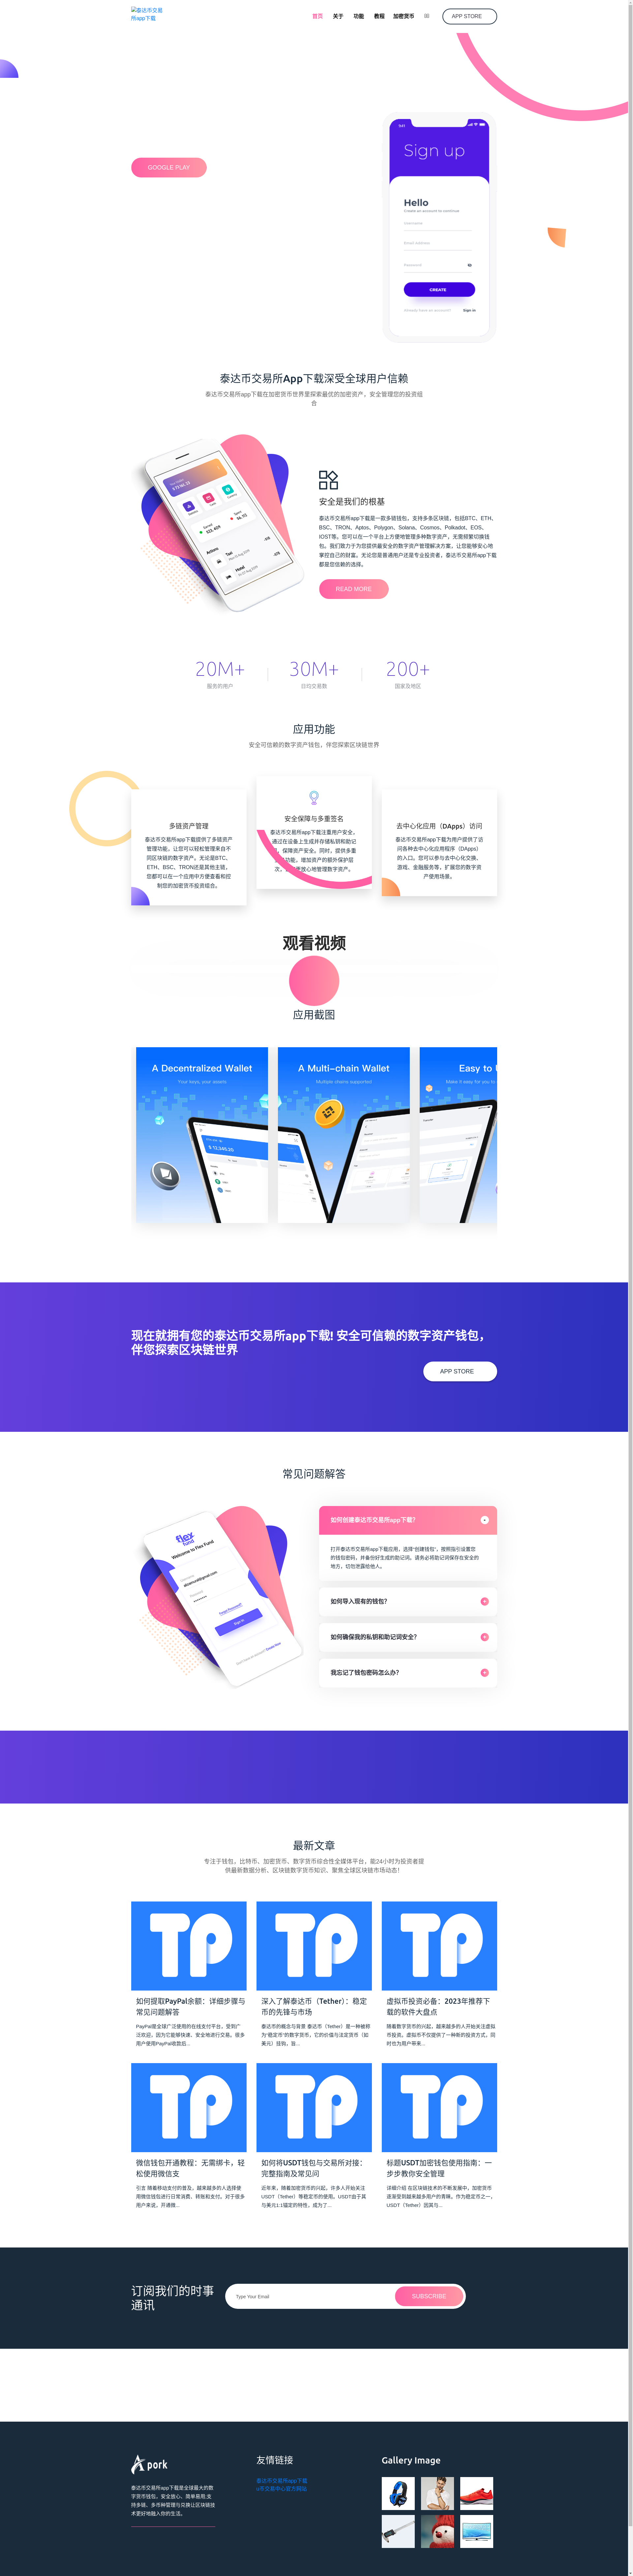 泰达币交易
所app下载
首页
关于
功能
教程
加密货币
APP STORE
GOOGLE PLAY
9:41
Sign up
Hello
Create an account to continue
Username
Email Address
Password
CREATE
Already have an account?
Sign in
泰达币交易所App下载深受全球用户信赖
泰达币交易所app下载在加密货币世界里探索最优的加密资产，安全管理您的投资组
合
安全是我们的根基
泰达币交易所app下载是一款多链钱包，支持多条区块链，包括BTC、ETH、
BSC、TRON、Aptos、Polygon、Solana、Cosmos、Polkadot、EOS、
IOST等。您可以在一个平台上方便地管理多种数字资产，无需频繁切换钱
包。我们致力于为您提供最安全的数字资产管理解决方案，让您能够安心地
掌控自己的财富。无论您是普通用户还是专业投资者，泰达币交易所app下载
都是您信赖的选择。
READ MORE
20M+
服务的用户
30M+
日均交易数
200+
国家及地区
应用功能
安全可信赖的数字资产钱包，伴您探索区块链世界
多链资产管理
泰达币交易所app下载提供了多链资产
管理功能，让您可以轻松管理来自不
同区块链的数字资产。无论是BTC、
ETH、BSC、TRON还是其他主链，
您都可以在一个应用中方便查看和控
制您的加密货币投资组合。
安全保障与多重签名
泰达币交易所app下载注重用户安全，
通过在设备上生成并存储私钥和助记
，保障资产安全。同时，提供多重
功能，增加资产的额外保护层
放心地管理数字资产。
去中心化应用（DApps）访问
泰达币交易所app下载为用户提供了访
问各种去中心化应用程序（DApps）
的入口。您可以参与去中心化交换、
游戏、金融服务等，扩展您的数字资
产使用场景。
观看视频
应用截图
A Decentralized Wallet
Your keys, your assets
A Multi-chain Wallet
Multiple chains supported
Easy to
Make it easy for you to
现在就拥有您的泰达币交易所app下载! 安全可信赖的数字资产钱包，
伴您探索区块链世界
APP STORE
常见问题解答
flex
fund
Welcome to Flex Fund
Forgot Password?
Sign In
如何创建泰达币交易所app下载？
打开泰达币交易所app下载应用，选择“创建钱包”，按照指引设置您
的钱包密码，并备份好生成的助记词。请务必将助记词保存在安全的
地方，切勿泄露给他人。
如何导入现有的钱包？
如何确保我的私钥和助记词安全？
我忘记了钱包密码怎么办？
最新文章
专注于钱包，比特币、加密货币、数字货币综合性全媒体平台，能24小时为投资者提
供最新数据分析、区块链数字货币知识、聚焦全球区块链市场动态！
TP
TP
TP
如何提取PayPal余额：详细步骤与
常见问题解答
PayPal是全球广泛使用的在线支付平台，受到广
泛欢迎，因为它能够快速、安全地进行交易。很多
用户使用PayPal收款后...
深入了解泰达币（Tether）：稳定
币的先锋与市场
泰达币的概念与背景 泰达币（Tether）是一种被称
为“稳定币”的数字货币，它的价值与法定货币（如
美元）挂钩，旨...
虚拟币投资必备：2023年推荐下
载的软件大盘点
随着数字货币的兴起，越来越多的人开始关注虚拟
币投资。虚拟币不仅提供了一种新的投资方式，同
时也为用户带来...
TP
TP
TP
微信钱包开通教程：无需绑卡，轻
松使用微信支
引言 随着移动支付的普及，越来越多的人选择使
用微信钱包进行日常消费、转账和支付。对于很多
用户来说，开通微...
如何将USDT钱包与交易所对接：
完整指南及常见问
近年来，随着加密货币的兴起，许多人开始关注
USDT（Tether）等稳定币的使用。USDT由于其
与美元1:1锚定的特性，成为了...
标题USDT加密钱包使用指南：一
步步教你安全管理
详细介绍 在区块链技术的不断发展中，加密货币
逐渐受到越来越多用户的青睐。作为稳定币之一，
USDT（Tether）因其与...
订阅我们的时事
通讯
Type Your Email
SUBSCRIBE
Apork
泰达币交易所app下载是全球最大的数
字货币钱包，安全放心、简单易用,支
持多链、多币种管理与兑换让区块链技
术更好地融入你的生活。
友情链接
泰达币交易所app下载
Gallery Image